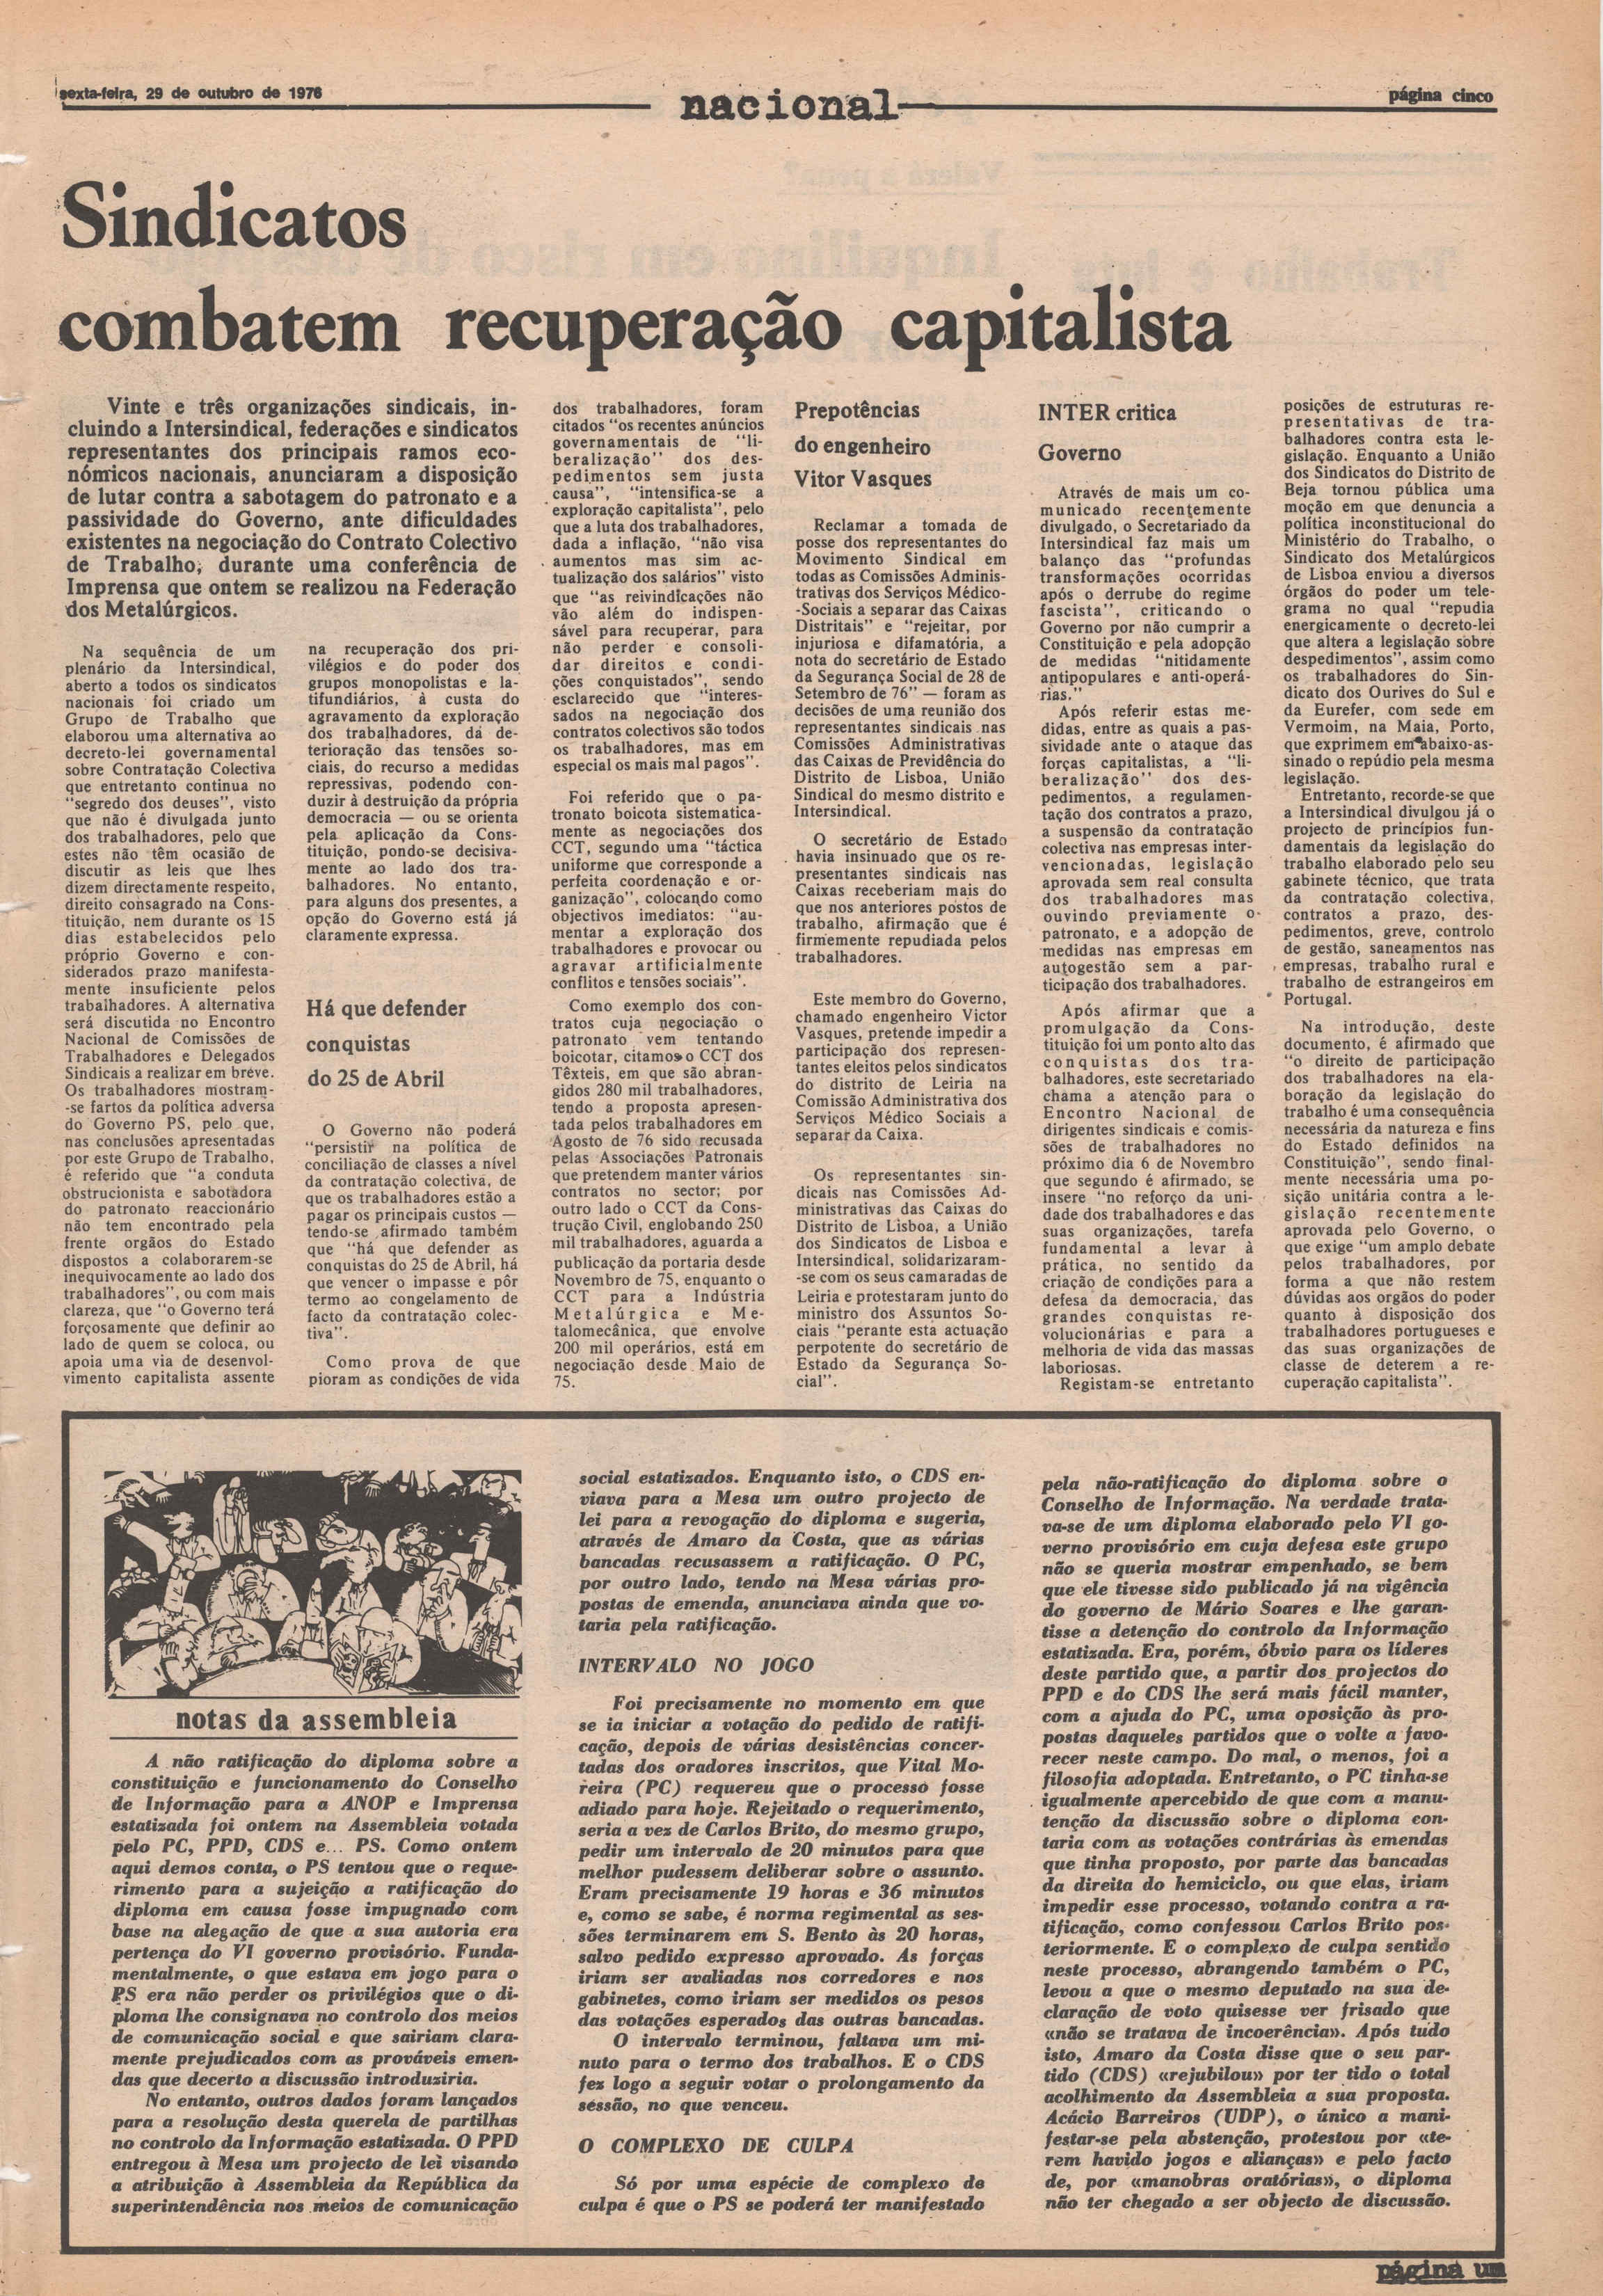 sexta-feira, 29 de outubro de 1976
nacional
página cinco
Sindicatos
combatem recuperação capitalista
Vinte e três organizações sindicais, in-
cluindo a Intersindical, federações e sindicatos
representantes dos principais ramos eco-
nómicos nacionais, anunciaram a disposição
de lutar contra a sabotagem do patronato e a
passividade do Governo, ante dificuldades
existentes na negociação do Contrato Colectivo
de Trabalho, durante uma conferência de
Imprensa que ontem se realizou na Federação
dos Metalúrgicos.
Na sequência de um
plenário da Intersindical,
aberto a todos os sindicatos
nacionais foi criado um
Grupo de Trabalho que
elaborou uma alternativa ao
decreto-lei governamental
sobre Contratação Colectiva
que entretanto continua no
"segredo dos deuses", visto
que não é divulgada junto
dos trabalhadores, pelo que
estes não têm ocasião de
discutir as leis que lhes
dizem directamente respeito,
direito consagrado na Cons-
tituição, nem durante os 15
dias estabelecidos pelo
próprio Governo e con-
siderados prazo manifesta-
mente insuficiente pelos
trabalhadores. A alternativa
será discutida no Encontro
Nacional de Comissões de
Trabalhadores e Delegados
Sindicais a realizar em breve.
Os trabalhadores mostram-
-se fartos da política adversa
do Governo PS, pelo que,
nas conclusões apresentadas
por este Grupo de Trabalho,
é referido que "a conduta
obstrucionista e sabotadora
do patronato reaccionário
não tem encontrado pela
frente orgãos do Estado
dispostos a colaborarem-se
inequivocamente ao lado dos
trabalhadores", ou com mais
clareza, que "o Governo terá
forçosamente que definir ao
lado de quem se coloca, ou
apoia uma via de desenvol-
vimento capitalista assente
na recuperação dos pri-
vilégios e do poder dos
grupos monopolistas e la-
tifundiários, à custa do
agravamento da exploração
dos trabalhadores, da de-
terioração das tensões so-
ciais, do recurso a medidas
repressivas, podendo con-
duzir à destruição da própria
democracia — ou se orienta
pela aplicação da Cons-
tituição, pondo-se decisiva-
mente ao lado dos tra-
balhadores. No entanto,
para alguns dos presentes, a
opção do Governo está já
claramente expressa.
Há que defender
conquistas
do 25 de Abril
O Governo não poderá
"persistir na política de
conciliação de classes a nível
da contratação colectiva, de
que os trabalhadores estão a
pagar os principais custos —
tendo-se afirmado também
que "há que defender as
conquistas do 25 de Abril, há
que vencer o impasse e pôr
termo ao congelamento de
facto da contratação colec-
tiva".
Como prova de que
pioram as condições de vida
dos trabalhadores, foram
citados "os recentes anúncios
governamentais de "li-
beralização" dos des-
pedimentos sem justa
causa", "intensifica-se a
exploração capitalista", pelo
que a luta dos trabalhadores,
dada a inflação, "não visa
aumentos mas sim ac-
tualização dos salários" visto
que "as reivindicações não
vão além do indispen-
sável para recuperar, para
não perder e consoli-
dar direitos e condi-
ções conquistados", sendo
esclarecido que "interes-
sados na negociação dos
contratos colectivos são todos
os trabalhadores, mas em
especial os mais mal pagos".
Foi referido que o pa-
tronato boicota sistematica-
mente as negociações dos
CCT, segundo uma "táctica
uniforme que corresponde a
perfeita coordenação e or-
ganização", colocando como
objectivos imediatos: "au-
mentar a exploração dos
trabalhadores e provocar ou
agravar artificialmente
conflitos e tensões sociais".
Como exemplo dos con-
tratos cuja negociação o
patronato vem tentando
boicotar, citamos o CCT dos
Têxteis, em que são abran-
gidos 280 mil trabalhadores,
tendo a proposta apresen-
tada pelos trabalhadores em
Agosto de 76 sido recusada
pelas Associações Patronais
que pretendem manter vários
contratos no sector; por
outro lado o CCT da Cons-
trução Civil, englobando 250
mil trabalhadores, aguarda a
publicação da portaria desde
Novembro de 75, enquanto o
CCT para a Indústria
Metalúrgica e Me-
talomecânica, que envolve
200 mil operários, está em
negociação desde Maio de
75.
Prepotências
do engenheiro
Vitor Vasques
Reclamar a tomada de
posse dos representantes do
Movimento Sindical em
todas as Comissões Adminis-
trativas dos Serviços Médico-
-Sociais a separar das Caixas
Distritais" e "rejeitar, por
injuriosa e difamatória, a
nota do secretário de Estado
da Segurança Social de 28 de
Setembro de 76" — foram as
decisões de uma reunião dos
representantes sindicais nas
Comissões Administrativas
das Caixas de Previdência do
Distrito de Lisboa, União
Sindical do mesmo distrito e
Intersindical.
O secretário de Estado
havia insinuado que os re-
presentantes sindicais nas
Caixas receberiam mais do
que nos anteriores postos de
trabalho, afirmação que é
firmemente repudiada pelos
trabalhadores.
Este membro do Governo,
chamado engenheiro Victor
Vasques, pretende impedir a
participação dos represen-
tantes eleitos pelos sindicatos
do distrito de Leiria na
Comissão Administrativa dos
Serviços Médico Sociais a
separar da Caixa.
Os representantes sin-
dicais nas Comissões Ad-
ministrativas das Caixas do
Distrito de Lisboa, a União
dos Sindicatos de Lisboa e
Intersindical, solidarizaram-
-se com os seus camaradas de
Leiria e protestaram junto do
ministro dos Assuntos So-
ciais "perante esta actuação
perpotente do secretário de
Estado da Segurança So-
cial".
INTER critica
Governo
Através de mais um co-
municado recentemente
divulgado, o Secretariado da
Intersindical faz mais um
balanço das "profundas
transformações ocorridas
após o derrube do regime
fascista", criticando o
Governo por não cumprir a
Constituição e pela adopção
de medidas "nitidamente
antipopulares e anti-operá-
rias."
Após referir estas me-
didas, entre as quais a pas-
sividade ante o ataque das
forças capitalistas, a "li-
beralização" dos des-
pedimentos, a regulamen-
tação dos contratos a prazo,
a suspensão da contratação
colectiva nas empresas inter-
vencionadas, legislação
aprovada sem real consulta
dos trabalhadores mas
ouvindo previamente o
patronato, e a adopção de
medidas nas empresas em
autogestão sem a par-
ticipação dos trabalhadores.
Após afirmar que a
promulgação da Cons-
tituição foi um ponto alto das
conquistas dos tra-
balhadores, este secretariado
chama a atenção para o
Encontro Nacional de
dirigentes sindicais e comis-
sões de trabalhadores no
próximo dia 6 de Novembro
que segundo é afirmado, se
insere "no reforço da uni-
dade dos trabalhadores e das
suas organizações, tarefa
fundamental a levar à
prática, no sentido da
criação de condições para a
defesa da democracia, das
grandes conquistas re-
volucionárias e para a
melhoria de vida das massas
laboriosas.
Registam-se entretanto
posições de estruturas re-
presentativas de tra-
balhadores contra esta le-
gislação. Enquanto a União
dos Sindicatos do Distrito de
Beja tornou pública uma
moção em que denuncia a
política inconstitucional do
Ministério do Trabalho, o
Sindicato dos Metalúrgicos
de Lisboa enviou a diversos
órgãos do poder um tele-
grama no qual "repudia
energicamente o decreto-lei
que altera a legislação sobre
despedimentos", assim como
os trabalhadores do Sin-
dicato dos Ourives do Sul e
da Eurefer, com sede em
Vermoim, na Maia, Porto,
que exprimem em abaixo-as-
sinado o repúdio pela mesma
legislação.
Entretanto, recorde-se que
a Intersindical divulgou já o
projecto de princípios fun-
damentais da legislação do
trabalho elaborado pelo seu
gabinete técnico, que trata
da contratação colectiva,
contratos a prazo, des-
pedimentos, greve, controlo
de gestão, saneamentos nas
empresas, trabalho rural e
trabalho de estrangeiros em
Portugal.
Na introdução, deste
documento, é afirmado que
"o direito de participação
dos trabalhadores na ela-
boração da legislação do
trabalho é uma consequência
necessária da natureza e fins
do Estado definidos na
Constituição", sendo final-
mente necessária uma po-
sição unitária contra a le-
gislação recentemente
aprovada pelo Governo, o
que exige "um amplo debate
pelos trabalhadores, por
forma a que não restem
dúvidas aos orgãos do poder
quanto à disposição dos
trabalhadores portugueses e
das suas organizações de
classe de deterem a re-
cuperação capitalista".
notas da assembleia
A não ratificação do diploma sobre a
constituição e funcionamento do Conselho
de Informação para a ANOP e Imprensa
estatizada foi ontem na Assembleia votada
pelo PC, PPD, CDS e... PS. Como ontem
aqui demos conta, o PS tentou que o reque-
rimento para a sujeição a ratificação do
diploma em causa fosse impugnado com
base na alegação de que a sua autoria era
pertença do VI governo provisório. Funda-
mentalmente, o que estava em jogo para o
PS era não perder os privilégios que o di-
ploma lhe consignava no controlo dos meios
de comunicação social e que sairiam clara-
mente prejudicados com as prováveis emen-
das que decerto a discussão introduziria.
No entanto, outros dados foram lançados
para a resolução desta querela de partilhas
no controlo da Informação estatizada. O PPD
entregou à Mesa um projecto de lei visando
a atribuição à Assembleia da República da
superintendência nos meios de comunicação
social estatizados. Enquanto isto, o CDS en-
viava para a Mesa um outro projecto de
lei para a revogação do diploma e sugeria,
através de Amaro da Costa, que as várias
bancadas recusassem a ratificação. O PC,
por outro lado, tendo na Mesa várias pro-
postas de emenda, anunciava ainda que vo-
taria pela ratificação.
INTERVALO NO JOGO
Foi precisamente no momento em que
se ia iniciar a votação do pedido de ratifi-
cação, depois de várias desistências concer-
tadas dos oradores inscritos, que Vital Mo-
reira (PC) requereu que o processo fosse
adiado para hoje. Rejeitado o requerimento,
seria a vez de Carlos Brito, do mesmo grupo,
pedir um intervalo de 20 minutos para que
melhor pudessem deliberar sobre o assunto.
Eram precisamente 19 horas e 36 minutos
e, como se sabe, é norma regimental as ses-
sões terminarem em S. Bento às 20 horas,
salvo pedido expresso aprovado. As forças
iriam ser avaliadas nos corredores e nos
gabinetes, como iriam ser medidos os pesos
das votações esperados das outras bancadas.
O intervalo terminou, faltava um mi-
nuto para o termo dos trabalhos. E o CDS
fez logo a seguir votar o prolongamento da
sessão, no que venceu.
O COMPLEXO DE CULPA
Só por uma espécie de complexo de
culpa é que o PS se poderá ter manifestado
pela não-ratificação do diploma sobre o
Conselho de Informação. Na verdade trata-
va-se de um diploma elaborado pelo VI go-
verno provisório em cuja defesa este grupo
não se queria mostrar empenhado, se bem
que ele tivesse sido publicado já na vigência
do governo de Mário Soares e lhe garan-
tisse a detenção do controlo da Informação
estatizada. Era, porém, óbvio para os líderes
deste partido que, a partir dos projectos do
PPD e do CDS lhe será mais fácil manter,
com a ajuda do PC, uma oposição às pro-
postas daqueles partidos que o volte a favo-
recer neste campo. Do mal, o menos, foi a
filosofia adoptada. Entretanto, o PC tinha-se
igualmente apercebido de que com a manu-
tenção da discussão sobre o diploma con-
taria com as votações contrárias às emendas
que tinha proposto, por parte das bancadas
da direita do hemiciclo, ou que elas, iriam
impedir esse processo, votando contra a ra-
tificação, como confessou Carlos Brito pos-
teriormente. E o complexo de culpa sentido
neste processo, abrangendo também o PC,
levou a que o mesmo deputado na sua de-
claração de voto quisesse ver frisado que
«não se tratava de incoerência». Após tudo
isto, Amaro da Costa disse que o seu par-
tido (CDS) «rejubilou» por ter tido o total
acolhimento da Assembleia a sua proposta.
Acácio Barreiros (UDP), o único a mani-
festar-se pela abstenção, protestou por «te-
rem havido jogos e alianças» e pelo facto
de, por «manobras oratórias», o diploma
não ter chegado a ser objecto de discussão.
página um